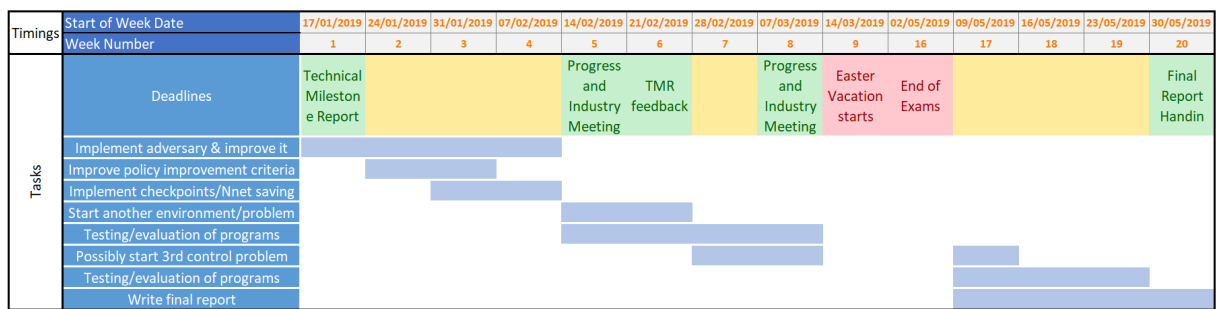 Timings
Start of Week Date 17/01/2019 24/01/2019 31/01/2019 07/02/2019 14/02/2019 21/02/2019 28/02/2019 07/03/2019 14/03/2019 02/05/2019 09/05/2019 16/05/2019 23/05/2019 30/05/2019
Week Number 1 2 3 4 5 6 7 8 9 16 17 18 19 20
Tasks
Deadlines
Technical
Mileston
e Report
Progress
and
Industry
Meeting
TMR
feedback
Progress
and
Industry
Meeting
Easter
Vacation
starts
End of
Exams
Final
Report
Handin
Implement adversary & improve it
Improve policy improvement criteria
Implement checkpoints/Nnet saving
Start another environment/problem
Testing/evaluation of programs
Possibly start 3rd control problem
Testing/evaluation of programs
Write final report